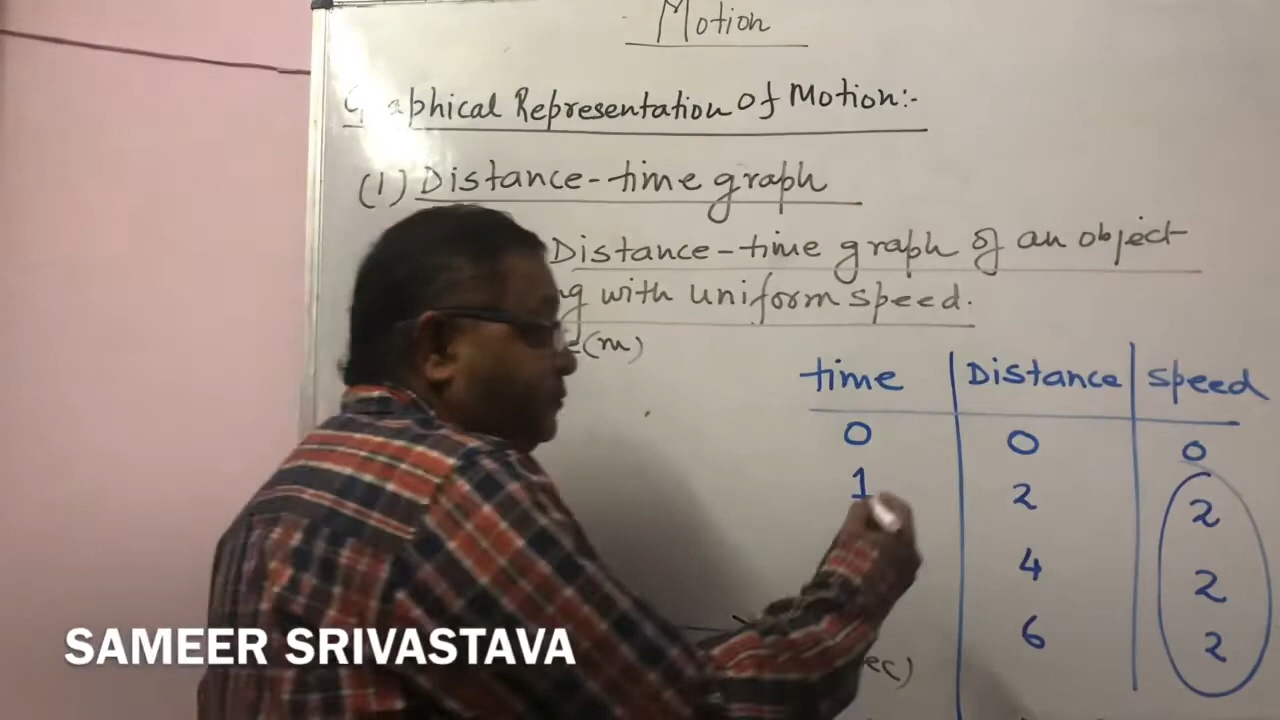 Motion
Graphical Representation of Motion:-
(1) Distance-time graph
Distance-time graph of an object
with uniform speed.
(m)
time Distance speed
0 0 0
1 2 2
4 2
6 2
SAMEER SRIVASTAVA